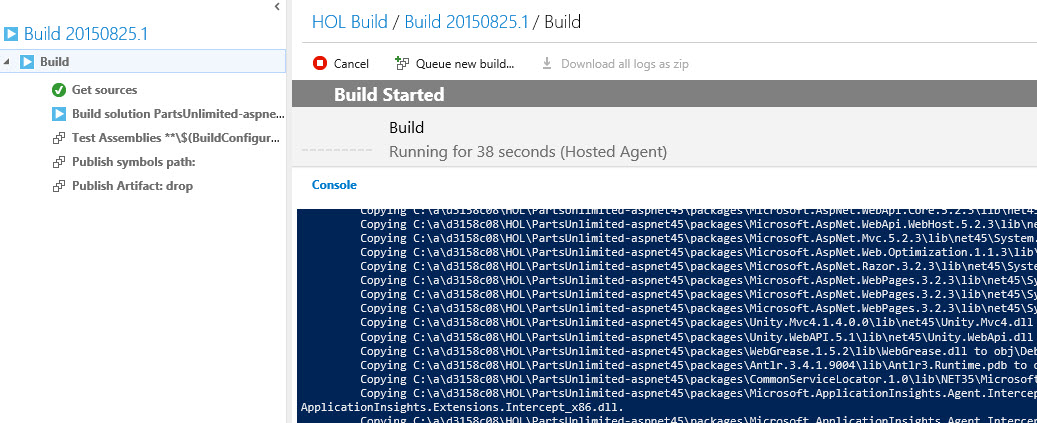 Build 20150825.1
Build
Get sources
Build solution PartsUnlimited-aspne...
Test Assemblies **\$(BuildConfigur...
Publish symbols path:
Publish Artifact: drop
HOL Build / Build 20150825.1 / Build
Cancel
Queue new build...
Download all logs as zip
Build Started
Build
Running for 38 seconds (Hosted Agent)
Console
Copying C:\a\d3158c08\HOL\PartsUnlimited-aspnet45\packages\Microsoft.AspNet.WebApi.Core.5.2.3\lib\net45
Copying C:\a\d3158c08\HOL\PartsUnlimited-aspnet45\packages\Microsoft.AspNet.WebApi.WebHost.5.2.3\lib\ne
Copying C:\a\d3158c08\HOL\PartsUnlimited-aspnet45\packages\Microsoft.AspNet.Mvc.5.2.3\lib\net45\System.
Copying C:\a\d3158c08\HOL\PartsUnlimited-aspnet45\packages\Microsoft.AspNet.Web.Optimization.1.1.3\lib\
Copying C:\a\d3158c08\HOL\PartsUnlimited-aspnet45\packages\Microsoft.AspNet.Razor.3.2.3\lib\net45\Syste
Copying C:\a\d3158c08\HOL\PartsUnlimited-aspnet45\packages\Microsoft.AspNet.WebPages.3.2.3\lib\net45\Sy
Copying C:\a\d3158c08\HOL\PartsUnlimited-aspnet45\packages\Microsoft.AspNet.WebPages.3.2.3\lib\net45\Sy
Copying C:\a\d3158c08\HOL\PartsUnlimited-aspnet45\packages\Microsoft.AspNet.WebPages.3.2.3\lib\net45\Sy
Copying C:\a\d3158c08\HOL\PartsUnlimited-aspnet45\packages\Unity.Mvc4.1.4.0.0\lib\net45\Unity.Mvc4.dll
Copying C:\a\d3158c08\HOL\PartsUnlimited-aspnet45\packages\Unity.WebAPI.5.1\lib\net45\Unity.WebApi.dll
Copying C:\a\d3158c08\HOL\PartsUnlimited-aspnet45\packages\WebGrease.1.5.2\lib\WebGrease.dll to obj\Deb
Copying C:\a\d3158c08\HOL\PartsUnlimited-aspnet45\packages\Antlr.3.4.1.9004\lib\Antlr3.Runtime.pdb to o
Copying C:\a\d3158c08\HOL\PartsUnlimited-aspnet45\packages\CommonServiceLocator.1.0\lib\NET35\Microsoft
Copying C:\a\d3158c08\HOL\PartsUnlimited-aspnet45\packages\Microsoft.ApplicationInsights.Agent.Intercep
ApplicationInsights.Extensions.Intercept_x86.dll.
Copying C:\a\d3158c08\HOL\PartsUnlimited-aspnet45\packages\Microsoft.ApplicationInsights.Agent.Intercep